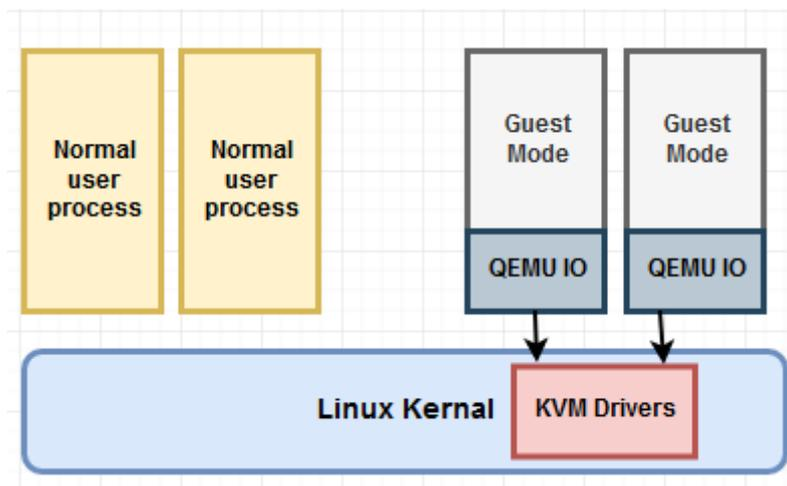 Normal
user
process
Normal
user
process
Guest
Mode
Guest
Mode
QEMU IO
QEMU IO
Linux Kernal
KVM Drivers